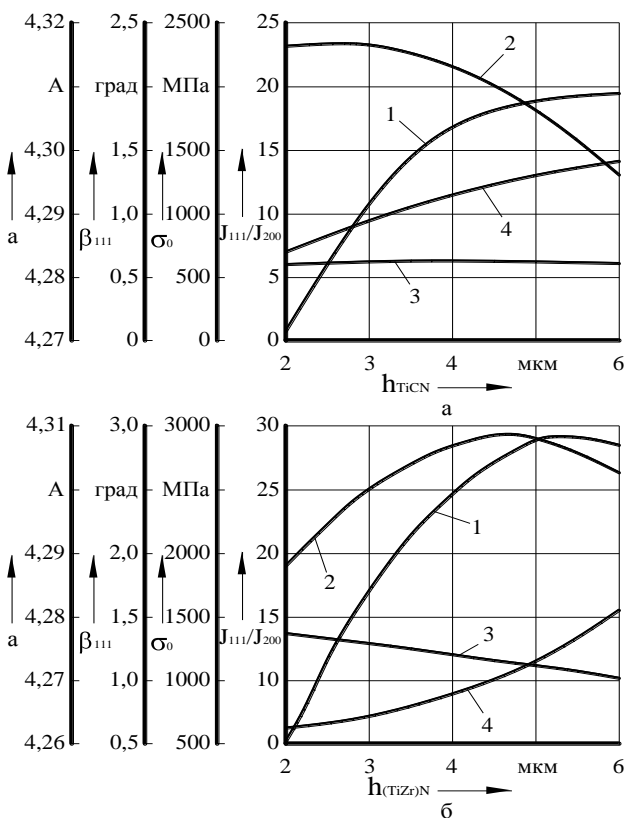 4,32 2,5 2500 25
А град МПа 20
2
1
4,30 1,5 1500 15
4,29 1,0 1000 10
a β111 σ0 J111/J200
4
4,28 0,5 500 5
3
4,27 0 0 0
2 3 4 мкм 6
hTiCN
а
4,31 3,0 3000 30
А град МПа 25
1
4,29 2,0 2000 20
2
4,28 1,5 1500 15
a β111 σ0 J111/J200
3
4,27 1,0 1000 10
4
4,26 0,5 500 0
5
2 3 4 мкм 6
h(TiZr)N
б